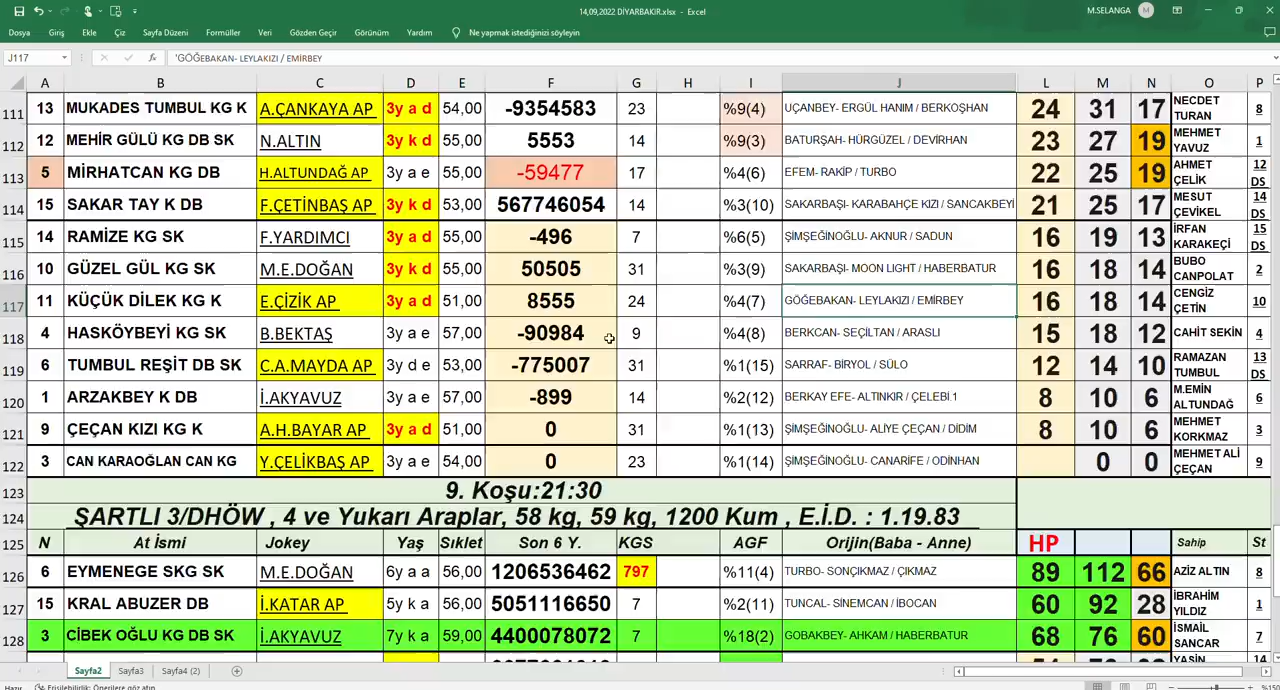 14,09,2022 DİYARBAKIR.xlsx - Excel
M.SELANGA M
Dosya Giriş Ekle Çiz Sayfa Düzeni Formüller Veri Gözden Geçir Görünüm Yardım Ne yapmak istediğinizi söyleyin
J117 fx 'GÖĞEBAKAN- LEYLAKIZI / EMİRBEY
A B C D E F G H I J L M N O P
111 13 MUKADES TUMBUL KG K A.ÇANKAYA AP 3y a d 54,00 -9354583 23 %9(4) UÇANBEY- ERGÜL HANIM / BERKOŞHAN 24 31 17 NECDET TURAN 8
112 12 MEHİR GÜLÜ KG DB SK N.ALTIN 3y k d 55,00 5553 14 %9(3) BATURŞAH- HÜRGÜZEL / DEVİRHAN 23 27 19 MEHMET YAVUZ 1
113 5 MİRHATCAN KG DB H.ALTUNDAĞ AP 3y a e 55,00 -59477 17 %4(6) EFEM- RAKİP / TURBO 22 25 19 AHMET ÇELİK 12 DS
114 15 SAKAR TAY K DB F.ÇETİNBAŞ AP 3y k d 53,00 567746054 14 %3(10) SAKARBAŞI- KARABAHÇE KIZI / SANCAKBEYİ 21 25 17 MESUT ÇEVİKEL 14 DS
115 14 RAMİZE KG SK F.YARDIMCI 3y a d 55,00 -496 7 %6(5) ŞİMŞEĞİNOĞLU- AKNUR / SADUN 16 19 13 İRFAN KARAKEÇİ 15 DS
116 10 GÜZEL GÜL KG SK M.E.DOĞAN 3y k d 55,00 50505 31 %3(9) SAKARBAŞI- MOON LIGHT / HABERBATUR 16 18 14 BUBO CANPOLAT 2
117 11 KÜÇÜK DİLEK KG K E.ÇİZİK AP 3y a d 51,00 8555 24 %4(7) GÖĞEBAKAN- LEYLAKIZI / EMİRBEY 16 18 14 CENGİZ ÇETİN 10
118 4 HASKÖYBEYİ KG SK B.BEKTAŞ 3y a e 57,00 -90984 9 %4(8) BERKCAN- SEÇİLTAN / ARASLI 15 18 12 CAHİT SEKİN 4
119 6 TUMBUL REŞİT DB SK C.A.MAYDA AP 3y d e 53,00 -775007 31 %1(15) SARRAF- BİRYOL / SÜLO 12 14 10 RAMAZAN TUMBUL 13 DS
120 1 ARZAKBEY K DB İ.AKYAVUZ 3y a e 57,00 -899 14 %2(12) BERKAY EFE- ALTINKIR / ÇELEBİ.1 8 10 6 M.EMİN ALTUNDAĞ 6
121 9 ÇEÇAN KIZI KG K A.H.BAYAR AP 3y a d 51,00 0 31 %1(13) ŞİMŞEĞİNOĞLU- ALİYE ÇEÇAN / DİDİM 8 10 6 MEHMET KORKMAZ 3
122 3 CAN KARAOĞLAN CAN KG Y.ÇELİKBAŞ AP 3y a e 54,00 0 23 %1(14) ŞİMŞEĞİNOĞLU- CANARİFE / ODİNHAN 0 0 MEHMET ALİ ÇEÇAN 9
123 9. Koşu:21:30
124 ŞARTLI 3/DHÖW , 4 ve Yukarı Araplar, 58 kg, 59 kg, 1200 Kum , E.İ.D. : 1.19.83
125 N At İsmi Jokey Yaş Sıklet Son 6 Y. KGS AGF Orijin(Baba - Anne) HP Sahip St
126 6 EYMENEGE SKG SK M.E.DOĞAN 6y a a 56,00 1206536462 797 %11(4) TURBO- SONÇIKMAZ / ÇIKMAZ 89 112 66 AZİZ ALTIN 8
127 15 KRAL ABUZER DB İ.KATAR AP 5y k a 56,00 5051116650 7 %2(11) TUNCAL- SİNEMCAN / İBOCAN 60 92 28 İBRAHİM YILDIZ 1
128 3 CİBEK OĞLU KG DB SK İ.AKYAVUZ 7y k a 59,00 4400078072 7 %18(2) GOBAKBEY- AHKAM / HABERBATUR 68 76 60 İSMAİL SANCAR 7
YASİN 14
Sayfa2 Sayfa3 Sayfa4 (2)
Hazır Erişilebilirlik: Önerilere göz atın %150